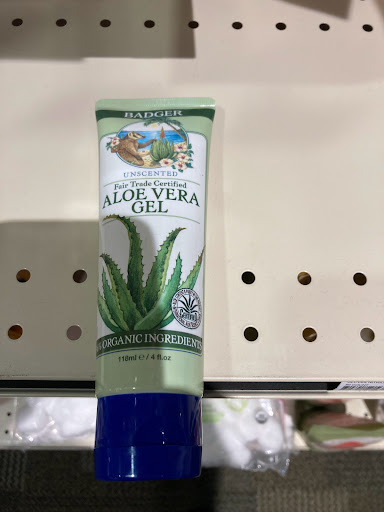 BADGER
UNSCENTED
Fair Trade Certified
ALOE VERA
GEL
ORGANIC INGREDIENTS
118ml ℮ / 4 fl.oz